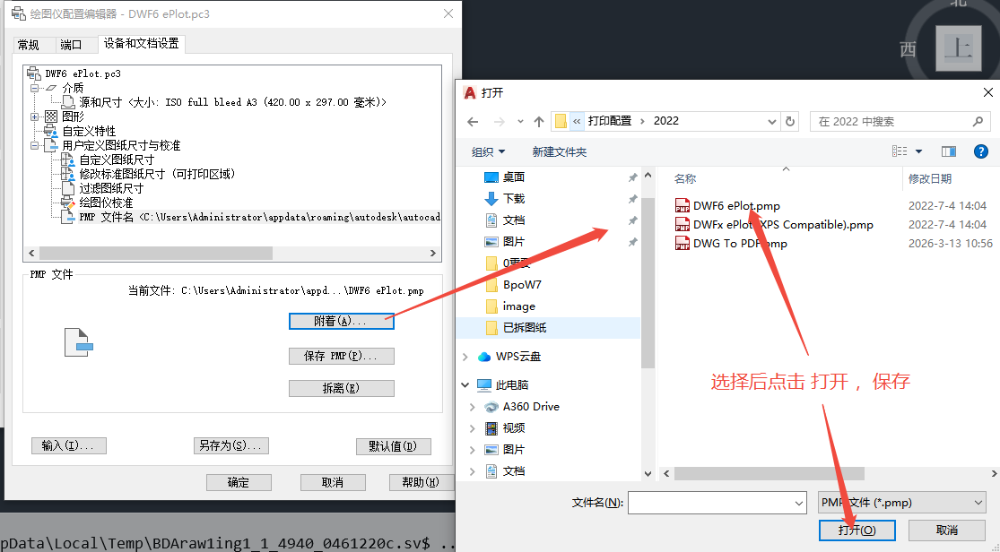 北
西
上
绘图仪配置编辑器 - DWF6 ePlot.pc3
常规
端口
设备和文档设置
DWF6 ePlot.pc3
介质
源和尺寸 <大小: ISO full bleed A3 (420.00 x 297.00 毫米)>
图形
自定义特性
用户定义图纸尺寸与校准
自定义图纸尺寸
修改标准图纸尺寸 (可打印区域)
过滤图纸尺寸
绘图仪校准
PMP 文件名 <C:\Users\Administrator\appdata\roaming\autodesk\autocad
PMP 文件
当前文件: C:\Users\Administrator\appd...\DWF6 ePlot.pmp
附着(A)...
保存 PMP(P)...
拆离(E)
输入(I)...
另存为(S)...
默认值(D)
确定
取消
帮助(H)
打开
« 打印配置 › 2022
在 2022 中搜索
组织
新建文件夹
桌面
下载
文档
图片
0重要
BpoW7
image
已拆图纸
WPS云盘
此电脑
A360 Drive
视频
图片
文档
名称
修改日期
DWF6 ePlot.pmp
2022-7-4 14:04
DWFx ePlot (XPS Compatible).pmp
2022-7-4 14:04
DWG To PDF.pmp
2026-3-13 10:56
选择后点击 打开 ，保存
文件名(N):
PMP 文件 (*.pmp)
打开(O)
取消
pData\Local\Temp\BDAraw1ing1_1_4940_0461220c.sv$ ..